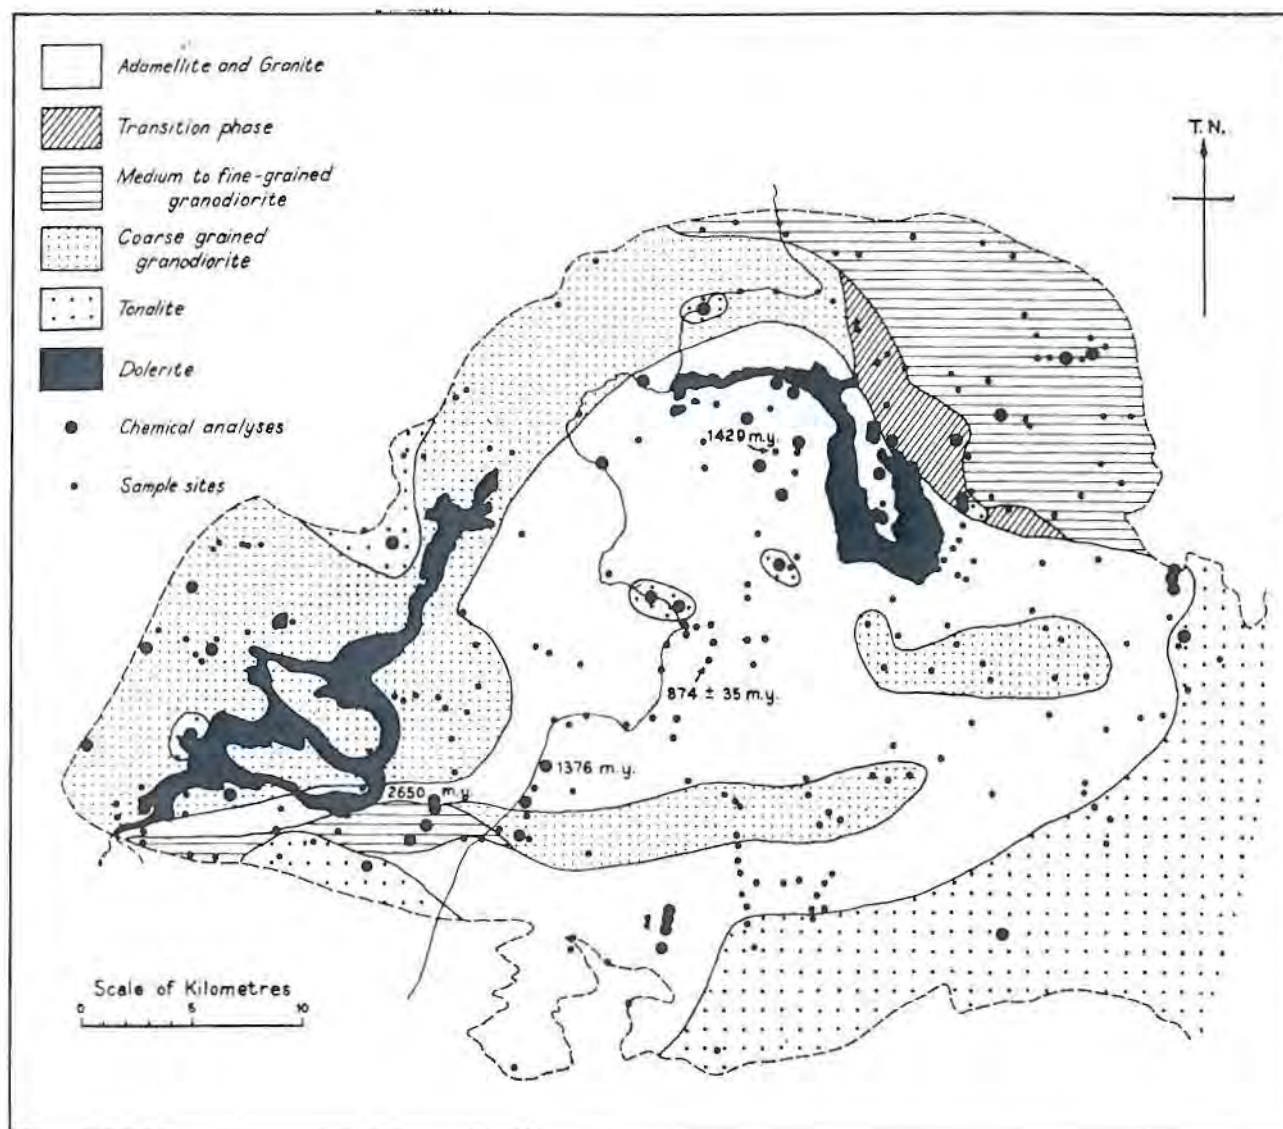 Adamellite and Granite
Transition phase
Medium to fine-grained
granodiorite
Coarse grained
granodiorite
Tonalite
Dolerite
Chemical analyses
Sample sites
T.N.
1429 m.y.
874 ± 35 m.y.
1376 m.y.
2650 m.y.
Scale of Kilometres
0 5 10